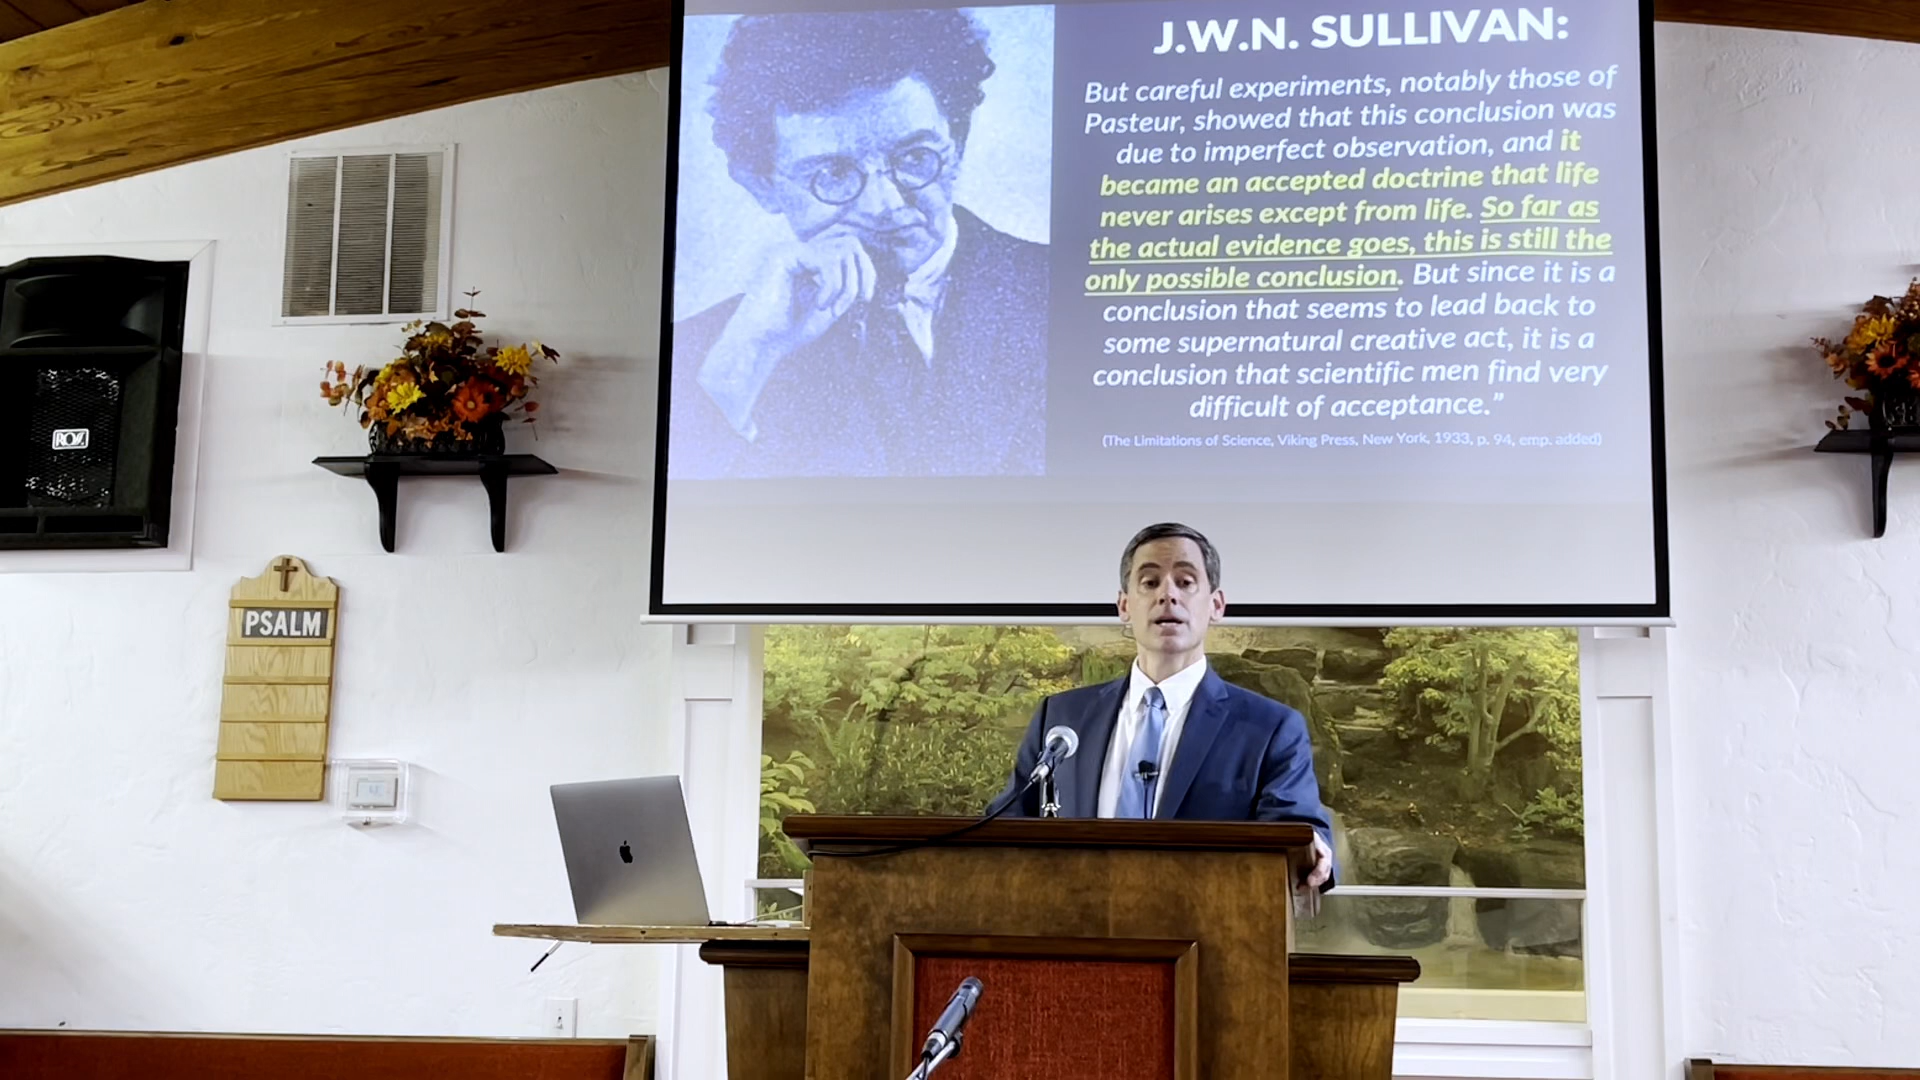 J.W.N. SULLIVAN:
But careful experiments, notably those of
Pasteur, showed that this conclusion was
due to imperfect observation, and it
became an accepted doctrine that life
never arises except from life. So far as
the actual evidence goes, this is still the
only possible conclusion. But since it is a
conclusion that seems to lead back to
some supernatural creative act, it is a
conclusion that scientific men find very
difficult of acceptance.”
(The Limitations of Science, Viking Press, New York, 1933, p. 94, emp. added)
PSALM